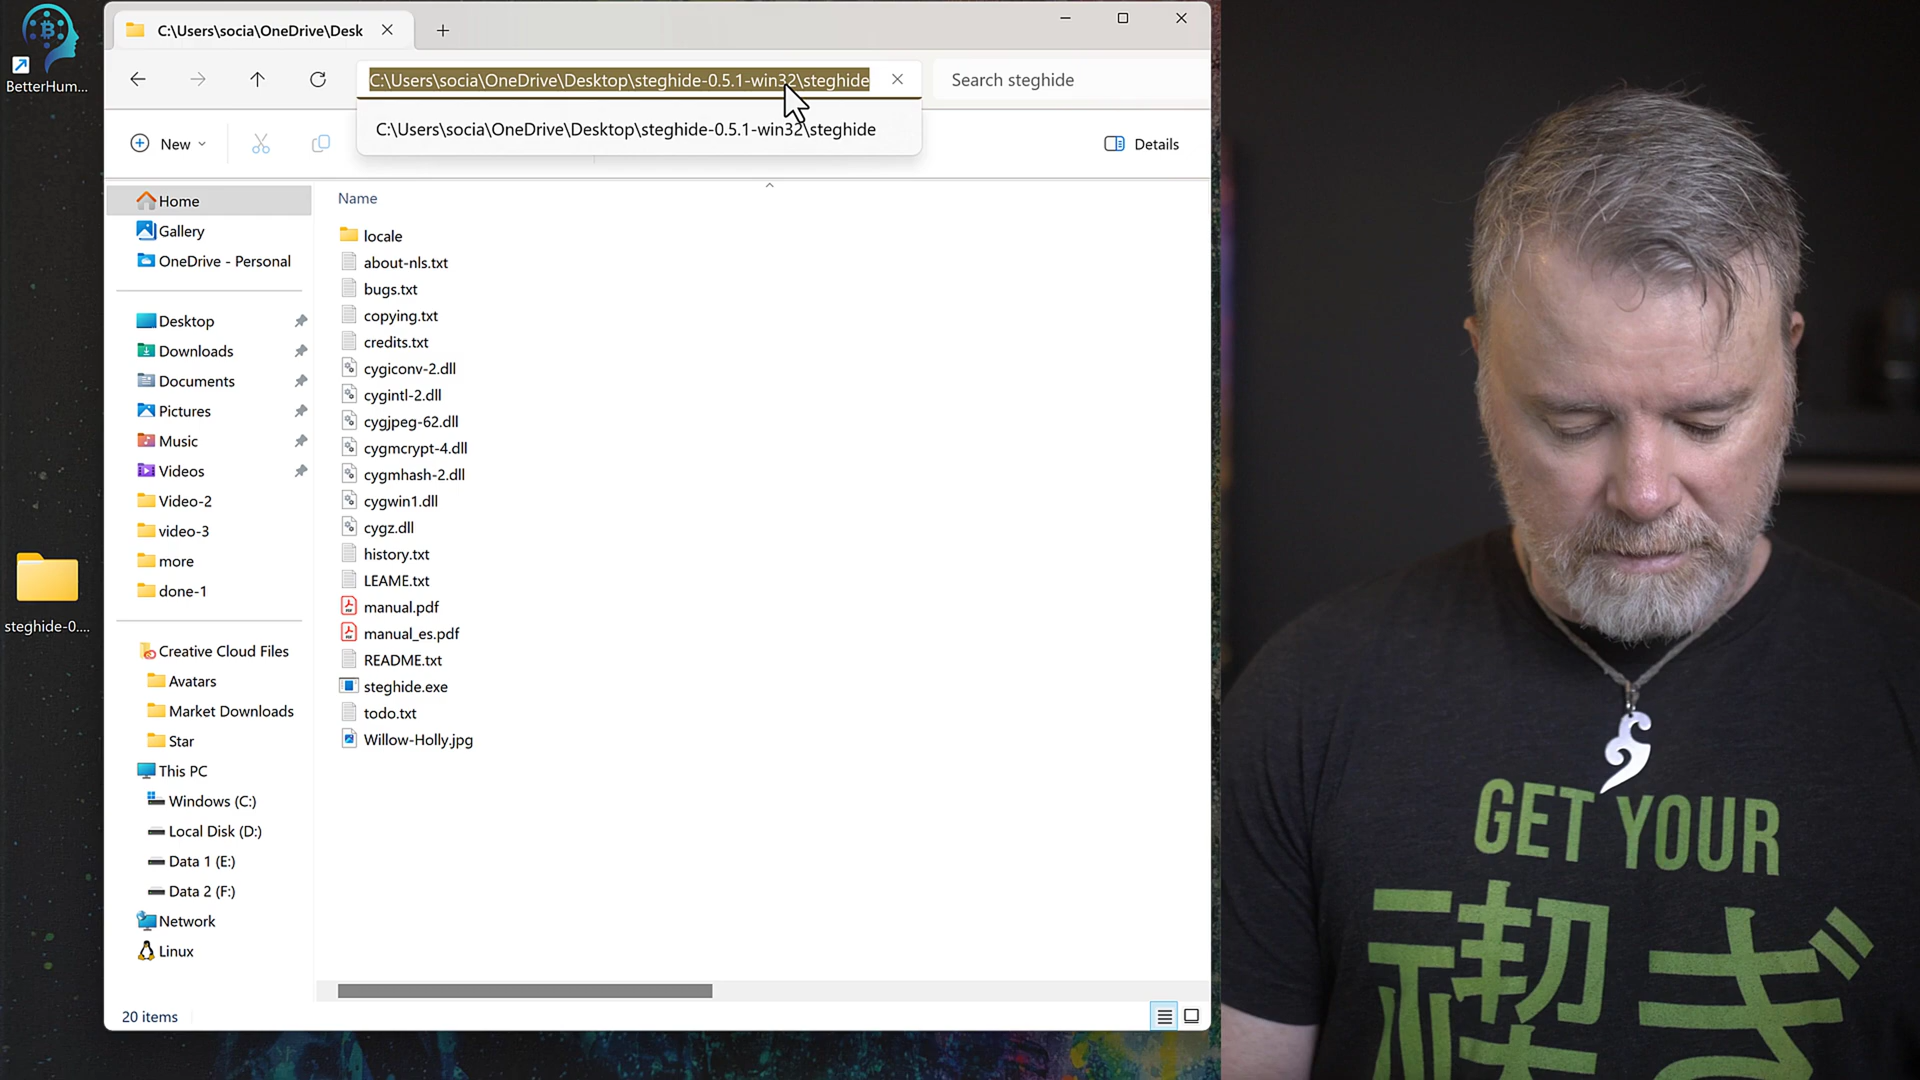 BetterHum...
C:\Users\socia\OneDrive\Desk
C:\Users\socia\OneDrive\Desktop\steghide-0.5.1-win32\steghide
Search steghide
C:\Users\socia\OneDrive\Desktop\steghide-0.5.1-win32\steghide
New
Details
Home
Gallery
OneDrive - Personal
Desktop
Downloads
Documents
Pictures
Music
Videos
Video-2
video-3
more
done-1
steghide-0....
Creative Cloud Files
Avatars
Market Downloads
Star
This PC
Windows (C:)
Local Disk (D:)
Data 1 (E:)
Data 2 (F:)
Network
Linux
Name
locale
about-nls.txt
bugs.txt
copying.txt
credits.txt
cygiconv-2.dll
cygintl-2.dll
cygjpeg-62.dll
cygmcrypt-4.dll
cygmhash-2.dll
cygwin1.dll
cygz.dll
history.txt
LEAME.txt
manual.pdf
manual_es.pdf
README.txt
steghide.exe
todo.txt
Willow-Holly.jpg
20 items
GET YOUR
禊ぎ